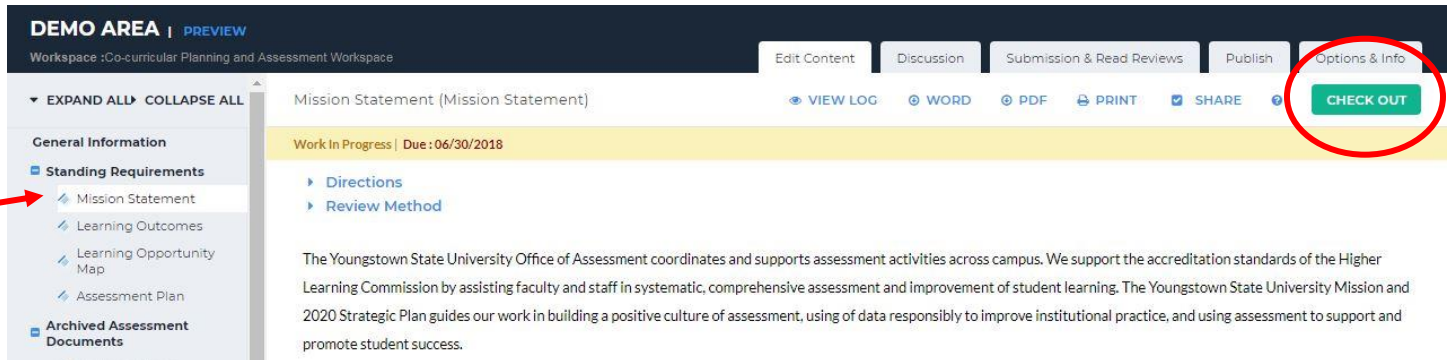 DEMO AREA | PREVIEW
Workspace :Co-curricular Planning and Assessment Workspace
Edit Content
Discussion
Submission & Read Reviews
Publish
Options & Info
EXPAND ALL COLLAPSE ALL
Mission Statement (Mission Statement)
VIEW LOG
WORD
PDF
PRINT
SHARE
?
CHECK OUT
General Information
Work In Progress | Due : 06/30/2018
Standing Requirements
Mission Statement
Learning Outcomes
Learning Opportunity
Map
Assessment Plan
Archived Assessment
Documents
Directions
Review Method
The Youngstown State University Office of Assessment coordinates and supports assessment activities across campus. We support the accreditation standards of the Higher
Learning Commission by assisting faculty and staff in systematic, comprehensive assessment and improvement of student learning. The Youngstown State University Mission and
2020 Strategic Plan guides our work in building a positive culture of assessment, using of data responsibly to improve institutional practice, and using assessment to support and
promote student success.